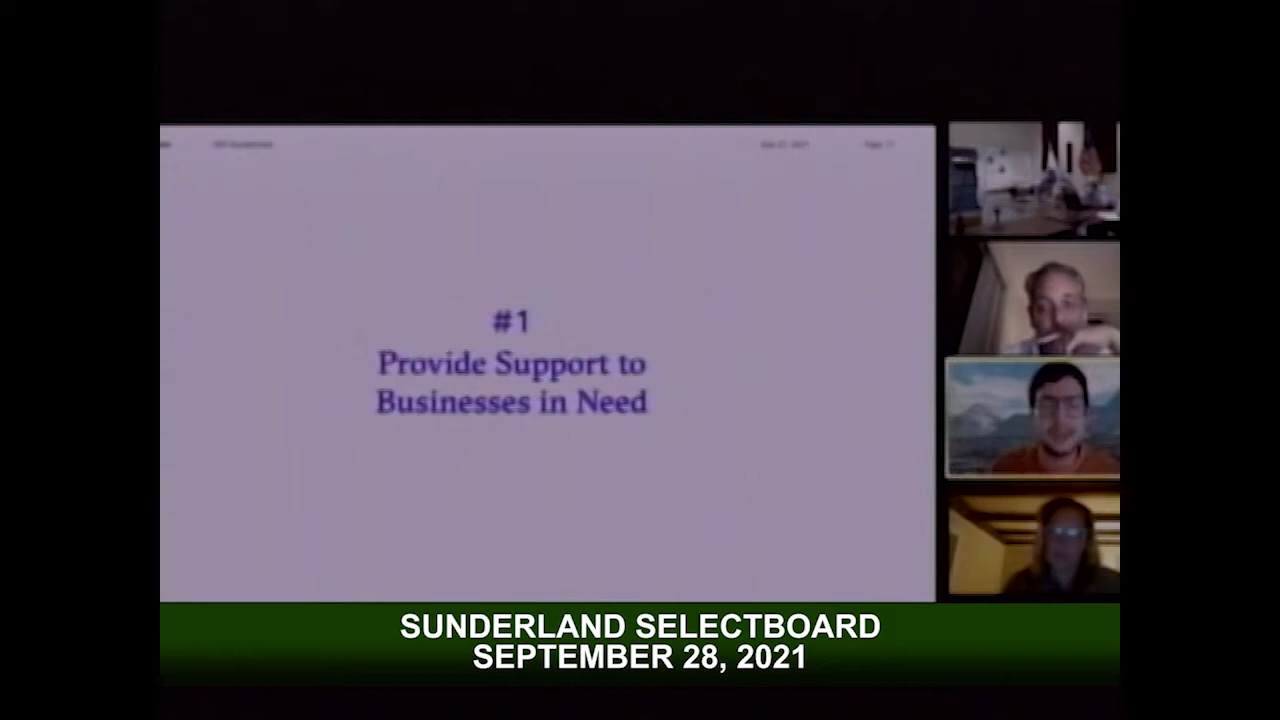 #1
Provide Support to
Businesses in Need
SUNDERLAND SELECTBOARD
SEPTEMBER 28, 2021